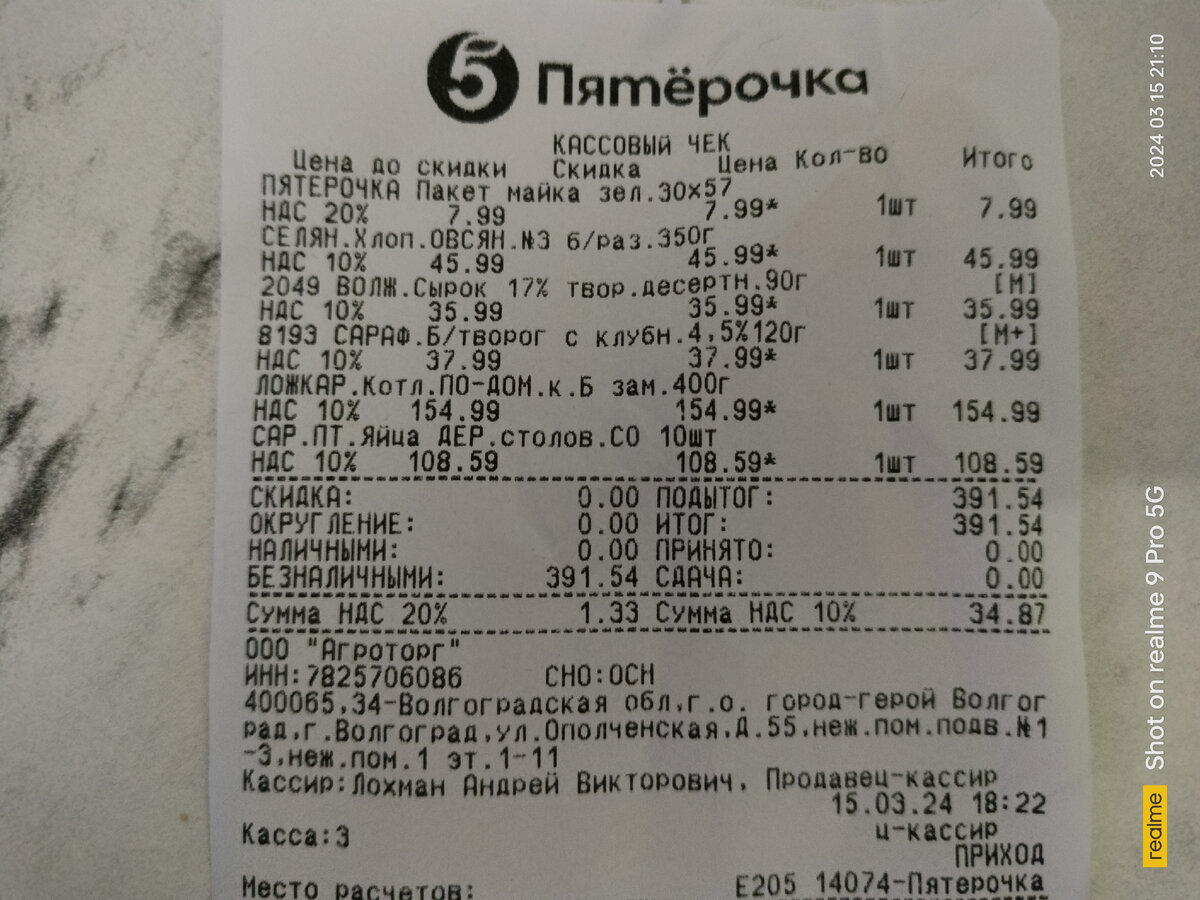 5 Пятёрочка
КАССОВЫЙ ЧЕК
Цена до скидки Скидка Цена Кол-во Итого
ПЯТЕРОЧКА Пакет майка зел.30х57
НДС 20% 7.99 7.99* 1шт 7.99
СЕЛЯН.Хлоп.ОВСЯН.№3 б/раз.350г
НДС 10% 45.99 45.99* 1шт 45.99
2049 ВОЛЖ.Сырок 17% твор.десертн.90г [М]
НДС 10% 35.99 35.99* 1шт 35.99
8193 САРАФ.Б/творог с клубн.4,5%120г [М+]
НДС 10% 37.99 37.99* 1шт 37.99
ЛОЖКАР.Котл.ПО-ДОМ.к.Б зам.400г
НДС 10% 154.99 154.99* 1шт 154.99
САР.ПТ.Яйца ДЕР.столов.СО 10шт
НДС 10% 108.59 108.59* 1шт 108.59
СКИДКА: 0.00 ПОДЫТОГ: 391.54
ОКРУГЛЕНИЕ: 0.00 ИТОГ: 391.54
НАЛИЧНЫМИ: 0.00 ПРИНЯТО: 0.00
БЕЗНАЛИЧНЫМИ: 391.54 СДАЧА: 0.00
Сумма НДС 20% 1.33 Сумма НДС 10% 34.87
ООО "Агроторг"
ИНН:7825706086 СНО:ОСН
400065,34-Волгоградская обл,г.о. город-герой Волгог
рад,г.Волгоград,ул.Ополченская,Д.55,неж.пом.подв.№1
-3,неж.пом.1 эт.1-11
Кассир:Лохман Андрей Викторович, Продавец-кассир
15.03.24 18:22
Касса:3 ц-кассир
ПРИХОД
Место расчетов: Е205 14074-Пятерочка
2024 03 15 21:10
realme Shot on realme 9 Pro 5G